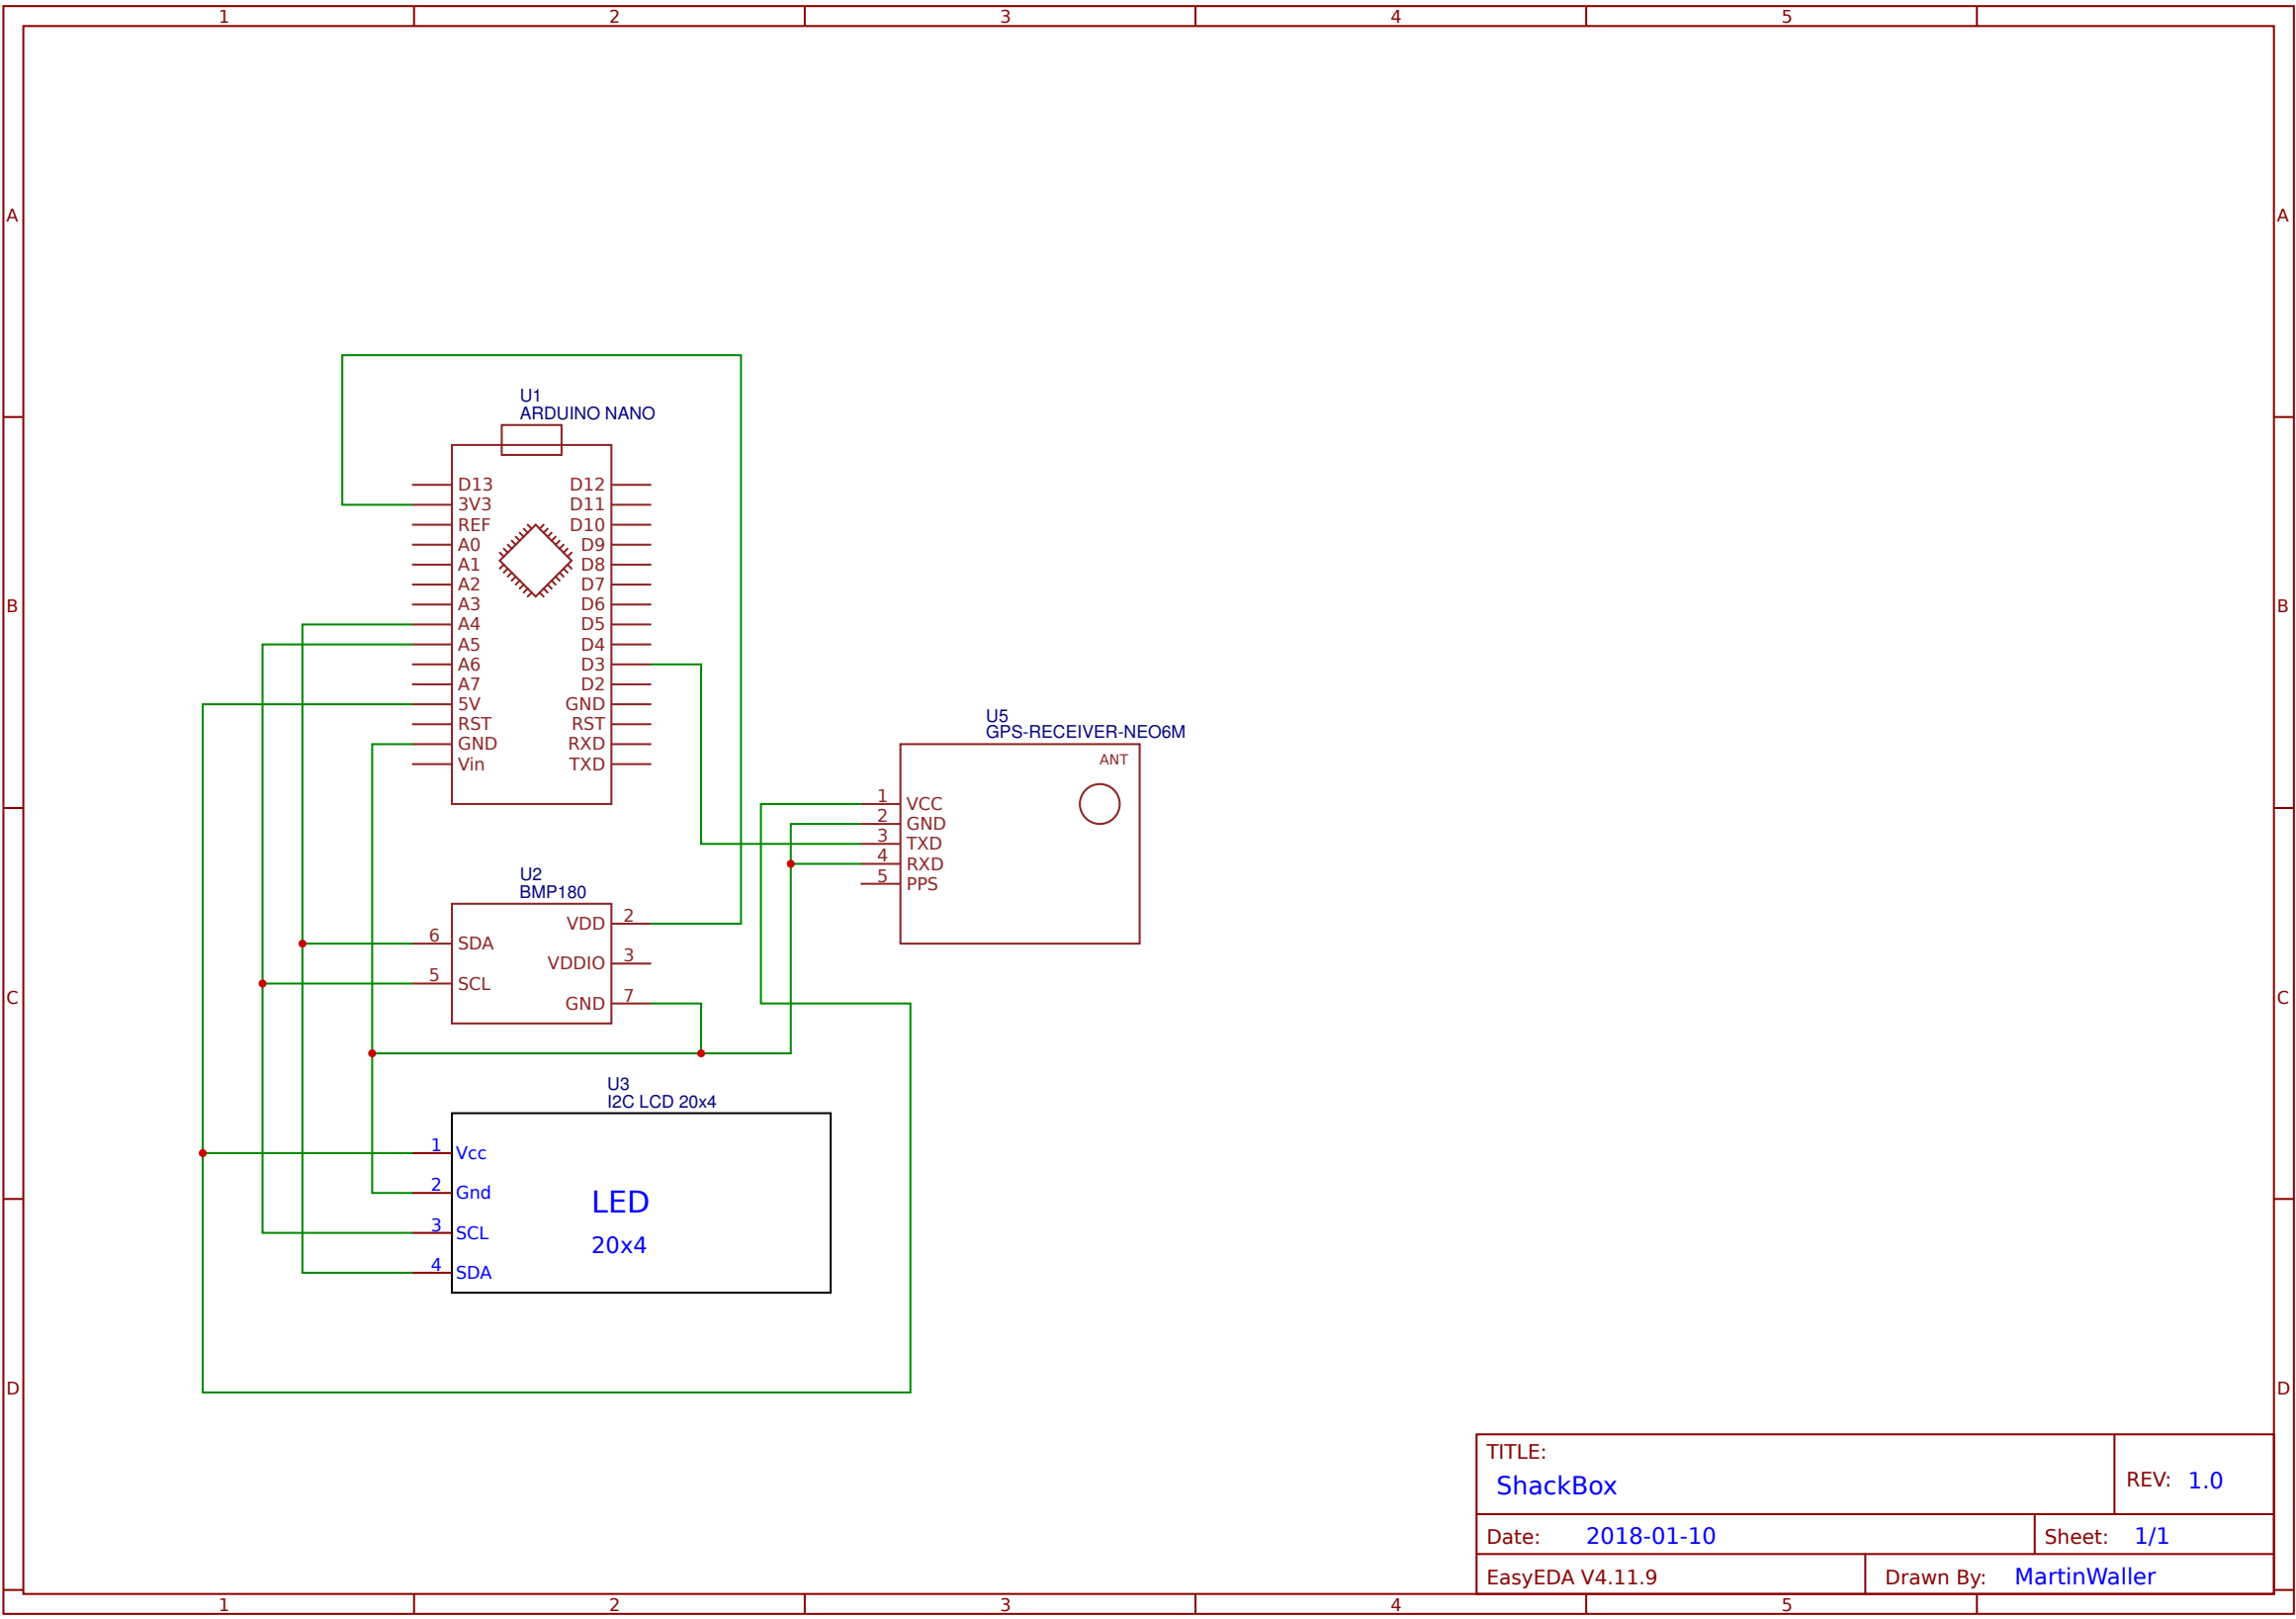 1 2 3 4 5
A A
U1
ARDUINO NANO
D13 D12
3V3 D11
REF D10
A0 D9
A1 D8
A2 D7
A3 D6
B B
A4 D5
A5 D4
A6 D3
A7 D2
5V GND
RST RST
GND RXD
Vin TXD
U5
GPS-RECEIVER-NEO6M
ANT
1 VCC
2 GND
3 TXD
4 RXD
5 PPS
U2
BMP180
VDD 2
6 SDA
VDDIO 3
5 SCL
GND 7
C C
U3
I2C LCD 20x4
1 Vcc
2 Gnd
3 SCL
4 SDA
LED
20x4
D D
TITLE:
ShackBox
REV: 1.0
Date: 2018-01-10
Sheet: 1/1
EasyEDA V4.11.9
Drawn By: MartinWaller
1 2 3 4 5